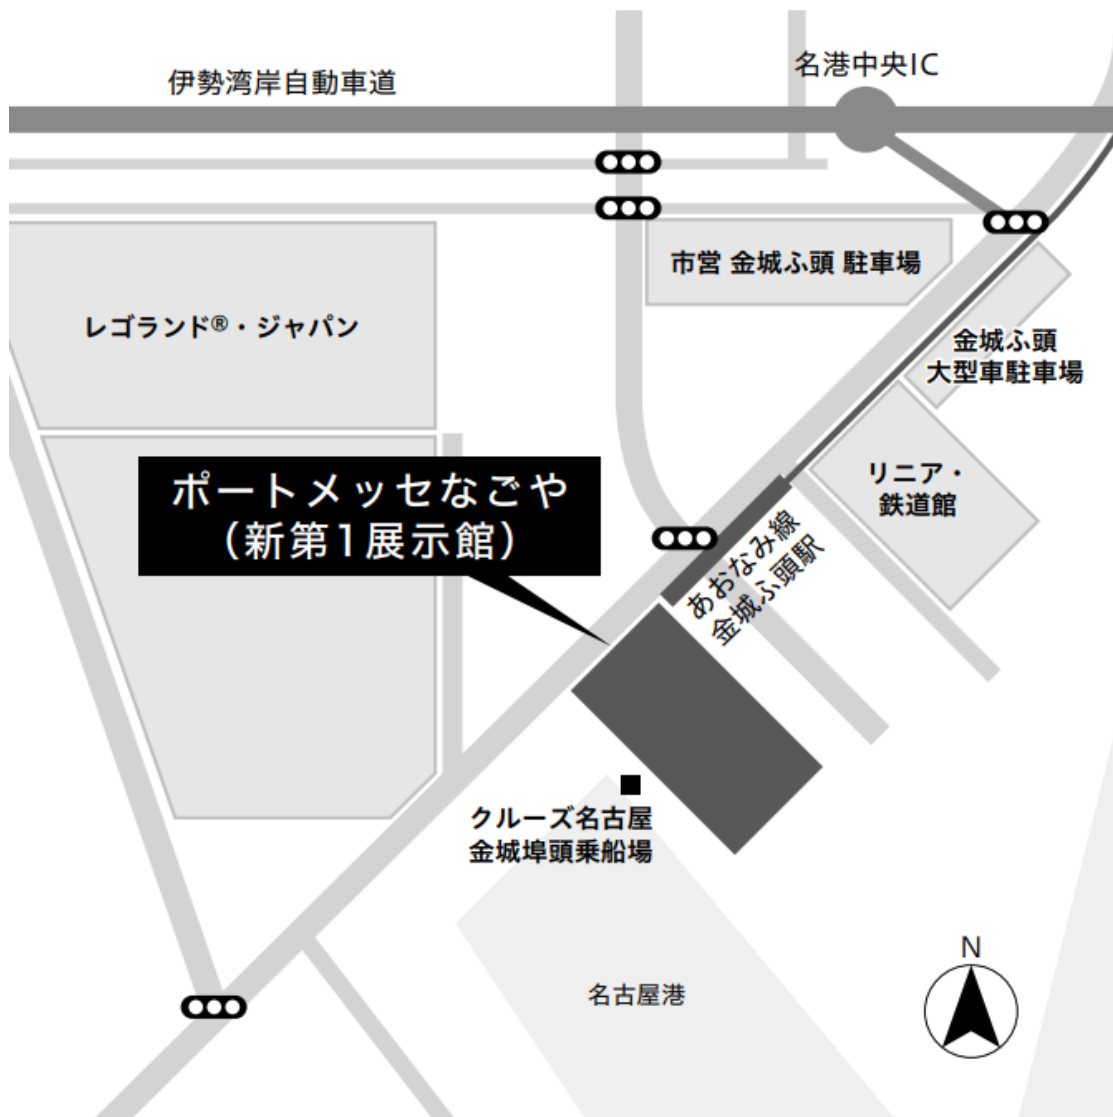 伊勢湾岸自動車道
名港中央IC
市営 金城ふ頭 駐車場
レゴランド®・ジャパン
金城ふ頭
大型車駐車場
リニア・
鉄道館
ポートメッセなごや
（新第1展示館）
あおなみ線
金城ふ頭駅
クルーズ名古屋
金城埠頭乗船場
名古屋港
N